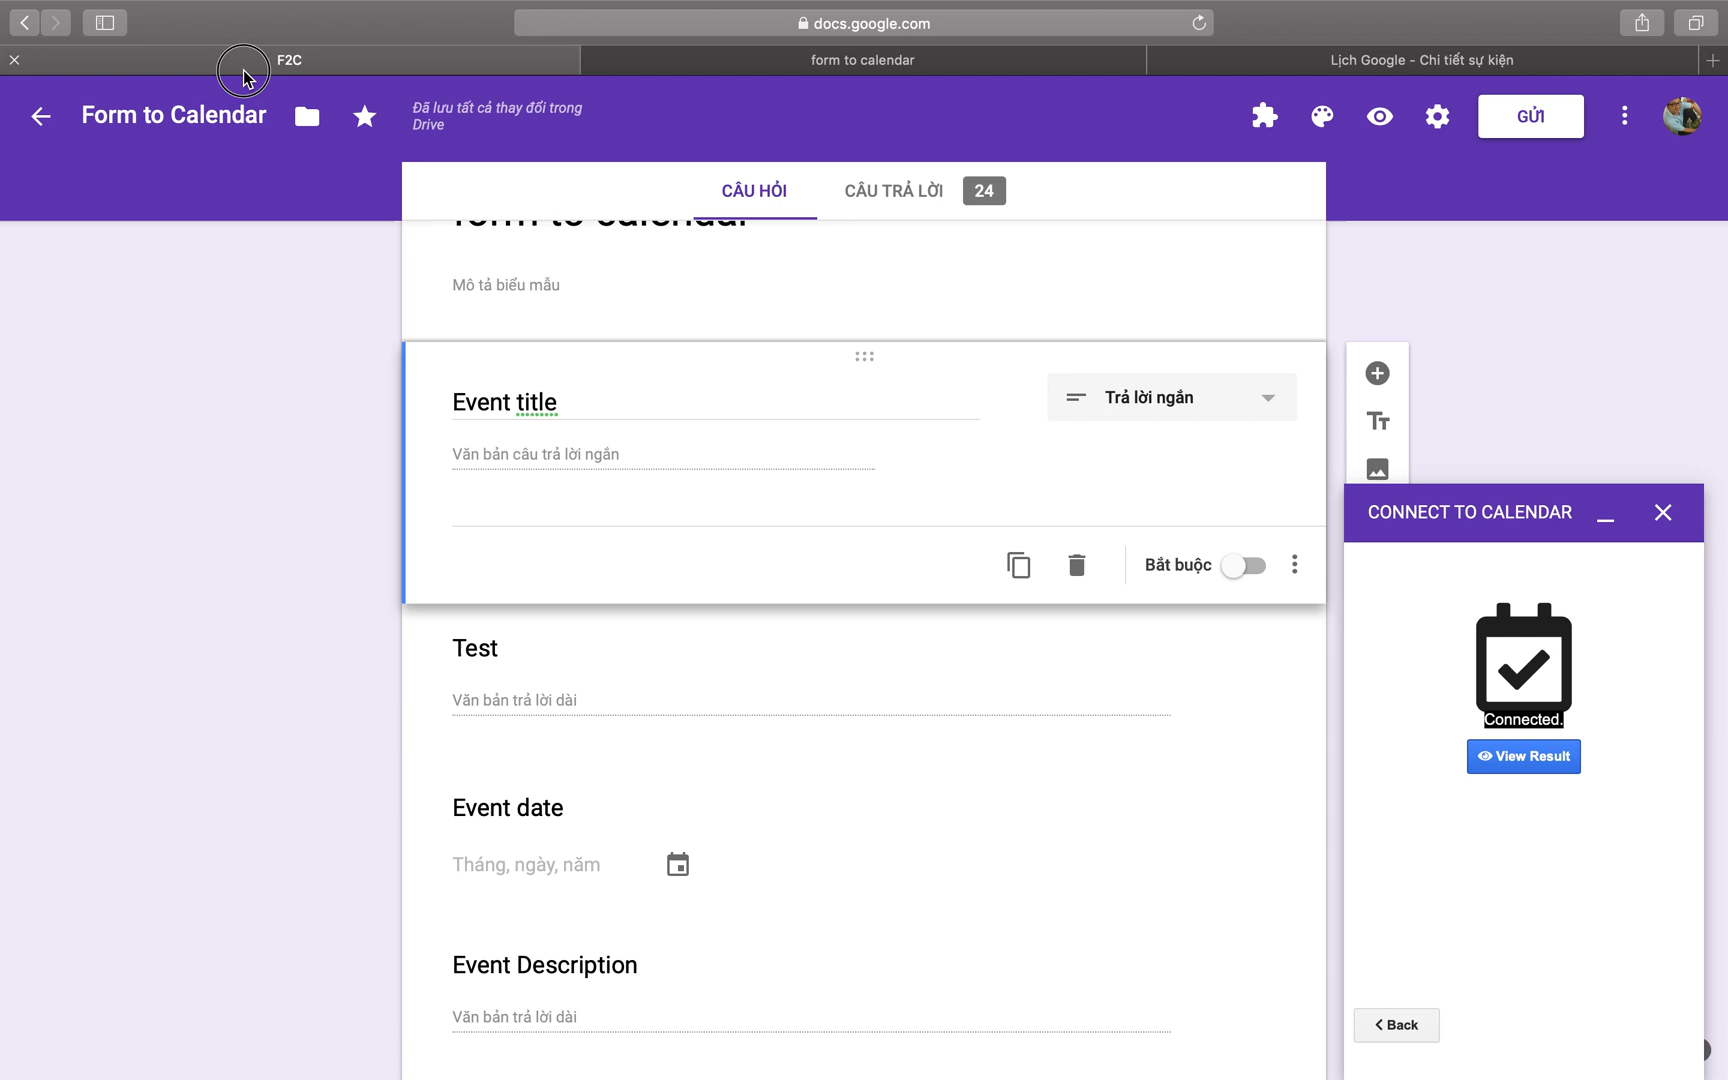 docs.google.com
F2C
form to calendar
Lịch Google - Chi tiết sự kiện
Form to Calendar
Đã lưu tất cả thay đổi trong
Drive
GỬI
CÂU HỎI
CÂU TRẢ LỜI
24
form to calendar
Mô tả biểu mẫu
Event title
Trả lời ngắn
Văn bản câu trả lời ngắn
Bắt buộc
CONNECT TO CALENDAR
Connected.
View Result
Test
Văn bản trả lời dài
Event date
Tháng, ngày, năm
Event Description
Văn bản trả lời dài
Back